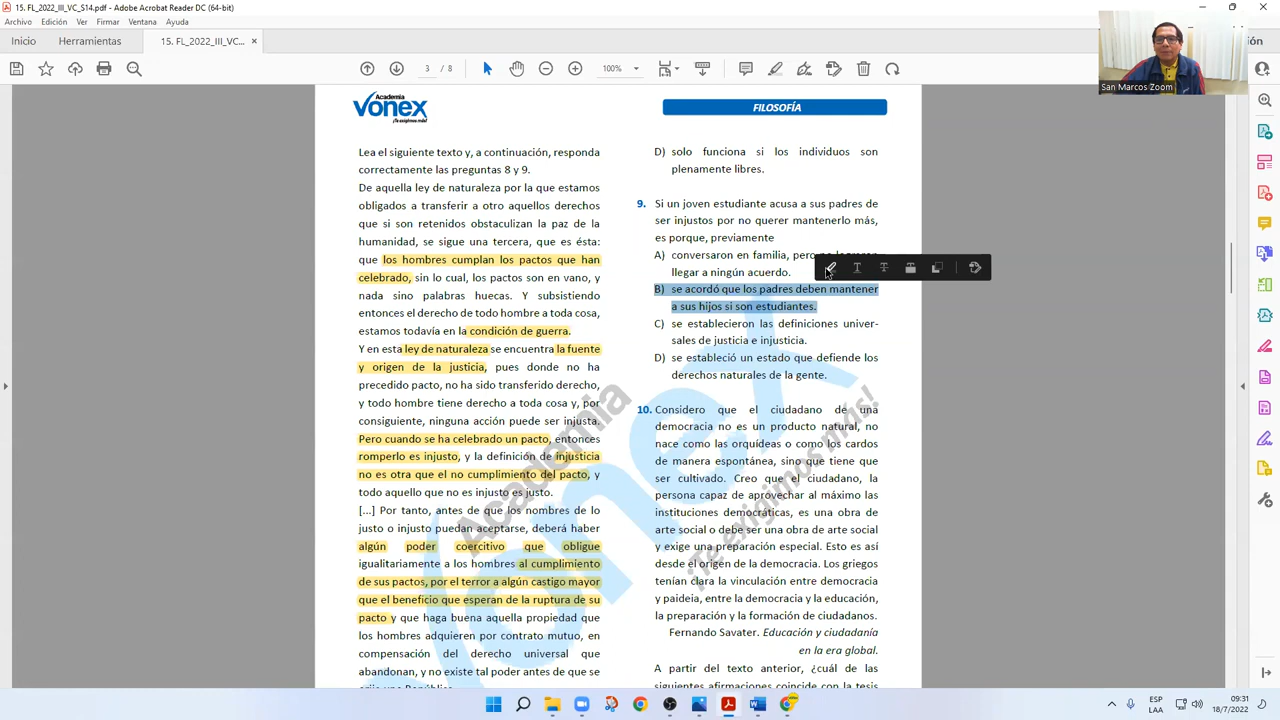 15. FL_2022_III_VC_S14.pdf - Adobe Acrobat Reader DC (64-bit)
Archivo Edición Ver Firmar Ventana Ayuda
Inicio Herramientas 15. FL_2022_III_VC... ×
3 / 8 100%
San Marcos Zoom
Academia
Vonex
¡Te exigimos más!
FILOSOFÍA
Lea el siguiente texto y, a continuación, responda
correctamente las preguntas 8 y 9.
De aquella ley de naturaleza por la que estamos
obligados a transferir a otro aquellos derechos
que si son retenidos obstaculizan la paz de la
humanidad, se sigue una tercera, que es ésta:
que los hombres cumplan los pactos que han
celebrado, sin lo cual, los pactos son en vano, y
nada sino palabras huecas. Y subsistiendo
entonces el derecho de todo hombre a toda cosa,
estamos todavía en la condición de guerra.
Y en esta ley de naturaleza se encuentra la fuente
y origen de la justicia, pues donde no ha
precedido pacto, no ha sido transferido derecho,
y todo hombre tiene derecho a toda cosa y, por
consiguiente, ninguna acción puede ser injusta.
Pero cuando se ha celebrado un pacto, entonces
romperlo es injusto, y la definición de injusticia
no es otra que el no cumplimiento del pacto, y
todo aquello que no es injusto es justo.
[...] Por tanto, antes de que los nombres de lo
justo o injusto puedan aceptarse, deberá haber
algún poder coercitivo que obligue
igualitariamente a los hombres al cumplimiento
de sus pactos, por el terror a algún castigo mayor
que el beneficio que esperan de la ruptura de su
pacto y que haga buena aquella propiedad que
los hombres adquieren por contrato mutuo, en
compensación del derecho universal que
abandonan, y no existe tal poder antes de que se
D) solo funciona si los individuos son
plenamente libres.
9. Si un joven estudiante acusa a sus padres de
ser injustos por no querer mantenerlo más,
es porque, previamente
A) conversaron en familia, pero
llegar a ningún acuerdo.
B) se acordó que los padres deben mantener
a sus hijos si son estudiantes.
C) se establecieron las definiciones univer-
sales de justicia e injusticia.
D) se estableció un estado que defiende los
derechos naturales de la gente.
10. Considero que el ciudadano de una
democracia no es un producto natural, no
nace como las orquídeas o como los cardos
de manera espontánea, sino que tiene que
ser cultivado. Creo que el ciudadano, la
persona capaz de aprovechar al máximo las
instituciones democráticas, es una obra de
arte social o debe ser una obra de arte social
y exige una preparación especial. Esto es así
desde el origen de la democracia. Los griegos
tenían clara la vinculación entre democracia
y paideia, entre la democracia y la educación,
la preparación y la formación de ciudadanos.
Fernando Savater. Educación y ciudadanía
en la era global.
A partir del texto anterior, ¿cuál de las
siguientes afirmaciones coincide con la tesis
Academia
Vonex
¡Te exigimos más!
ESP
LAA
09:31
18/7/2022